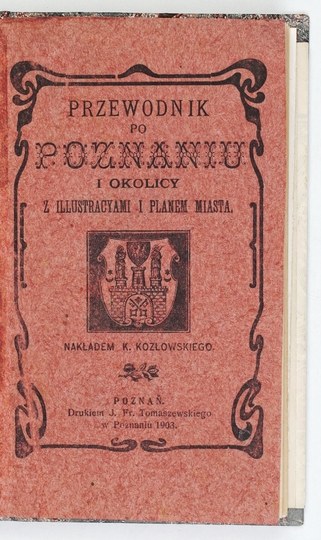 PRZEWODNIK
PO
POZNANIU
I OKOLICY
Z ILLUSTRACYAMI I PLANEM MIASTA.
NAKŁADEM K. KOZŁOWSKIEGO.
POZNAŃ.
Drukiem J. Fr. Tomaszewskiego
w Poznaniu 1903.